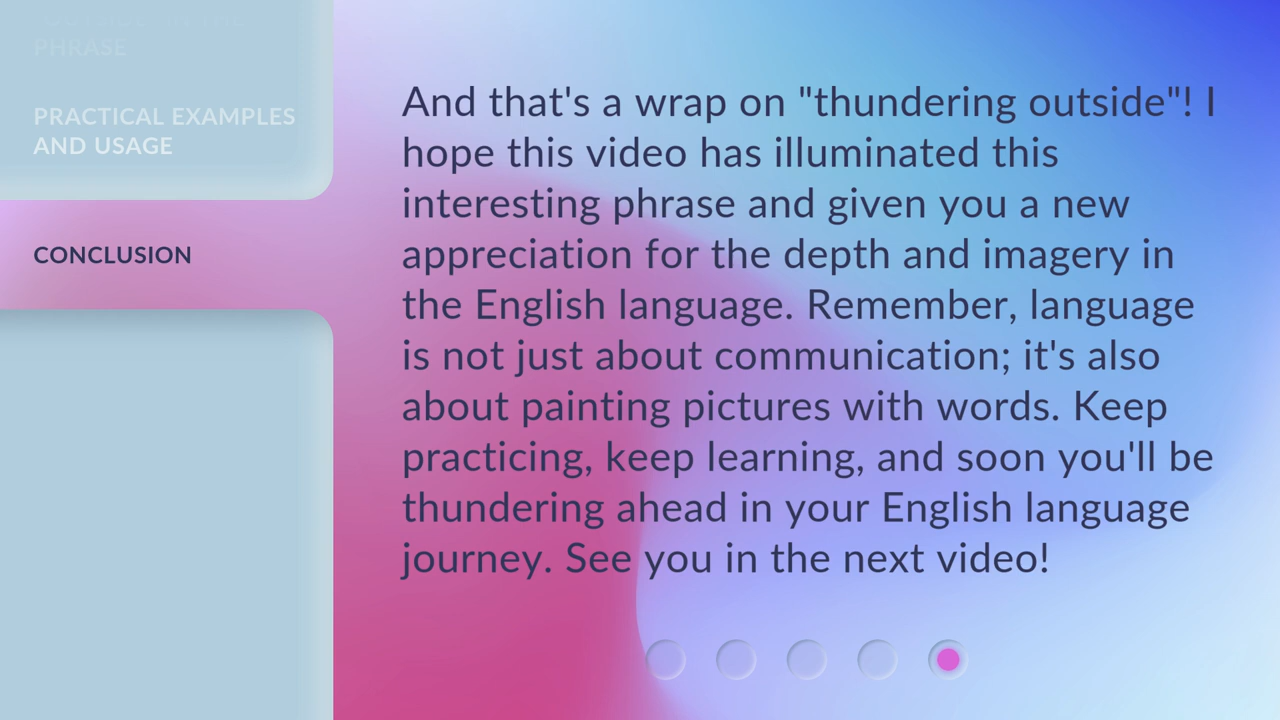 "OUTSIDE" IN THE
PHRASE
PRACTICAL EXAMPLES
AND USAGE
CONCLUSION
And that's a wrap on "thundering outside"! I
hope this video has illuminated this
interesting phrase and given you a new
appreciation for the depth and imagery in
the English language. Remember, language
is not just about communication; it's also
about painting pictures with words. Keep
practicing, keep learning, and soon you'll be
thundering ahead in your English language
journey. See you in the next video!